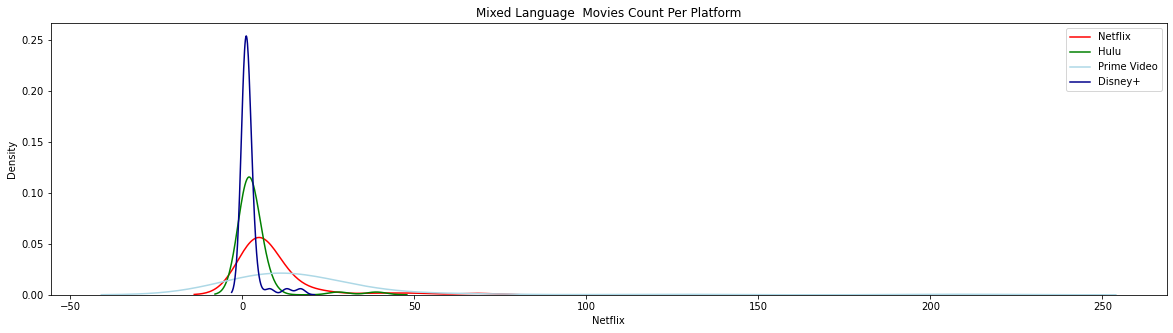 Mixed Language  Movies Count Per Platform
Netflix
Hulu
Prime Video
Disney+
Density
0.25
0.20
0.15
0.10
0.05
0.00
−50 0 50 100 150 200 250
Netflix